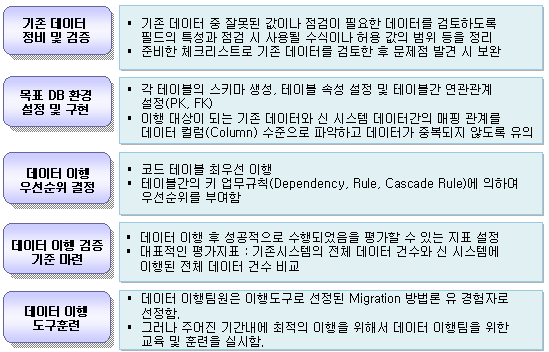 기존 데이터
정비 및 검증
▪ 기존 데이터 중 잘못된 값이나 점검이 필요한 데이터를 검토하도록
필드의 특성과 점검 시 사용될 수식이나 허용 값의 범위 등을 정리
▪ 준비한 체크리스트로 기존 데이터를 검토한 후 문제점 발견 시 보완
목표 DB 환경
설정 및 구현
▪ 각 테이블의 스키마 생성, 테이블 속성 설정 및 테이블간 연관관계
설정(PK, FK)
▪ 이행 대상이 되는 기존 데이터와 신 시스템 데이터간의 매핑 관계를
데이터 컬럼(Column) 수준으로 파악하고 데이터가 중복되지 않도록 유의
데이터 이행
우선순위 결정
▪ 코드 테이블 최우선 이행
▪ 테이블간의 키 업무규칙(Dependency, Rule, Cascade Rule)에 의하며
우선순위를 부여함
데이터 이행 검증
기준 마련
▪ 데이터 이행 후 성공적으로 수행되었음을 평가할 수 있는 지표 설정
▪ 대표적인 평가지표 : 기존시스템의 전체 데이터 건수와 신 시스템에
이행된 전체 데이터 건수 비교
데이터 이행
도구훈련
▪ 데이터 이행팀원은 이행도구로 선정된 Migration 방법론 유 경험자로
선정함.
▪ 그러나 주어진 기간내에 최적의 이행을 위해서 데이터 이행팀을 위한
교육 및 훈련을 실시함.